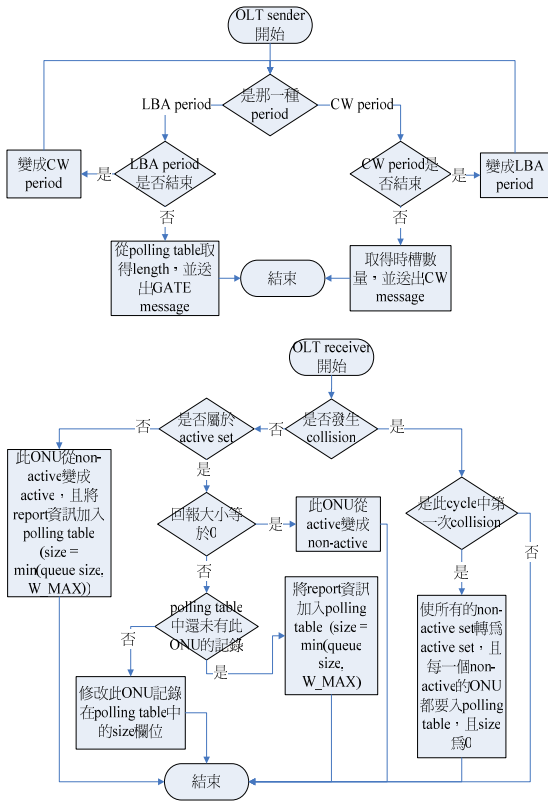 OLT sender
開始
是那一種
period
LBA period
CW period
變成CW
period
是
LBA period
是否結束
CW period是
否結束
是
變成LBA
period
否
否
從polling table取
得length，並送
出GATE
message
結束
取得時槽數
量，並送出CW
message
OLT receiver
開始
否
是否屬於
active set
否
是否發生
collision
是
此ONU從non-
active變成
active，且將
report資訊加入
polling table
(size =
min(queue size,
W_MAX))
是
回報大小等
於0
是
此ONU從
active變成
non-active
是此cycle中第
一次collision
否
否
polling table
中還未有此
ONU的記錄
將report資訊
加入polling
table (size =
min(queue
size,
W_MAX)
是
使所有的non-
active set轉爲
active set，且
每一個non-
active的ONU
都要入polling
table，且size
爲0
否
是
修改此ONU記錄
在polling table中
的size欄位
結束